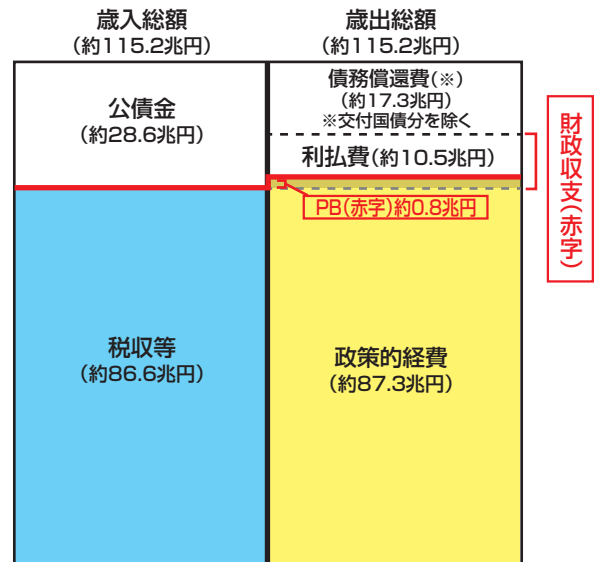 歳入総額
(約115.2兆円)
歳出総額
(約115.2兆円)
公債金
(約28.6兆円)
債務償還費(※)
(約17.3兆円)
※交付国債分を除く
利払費(約10.5兆円)
PB(赤字)約0.8兆円
財政収支(赤字)
税収等
(約86.6兆円)
政策的経費
(約87.3兆円)